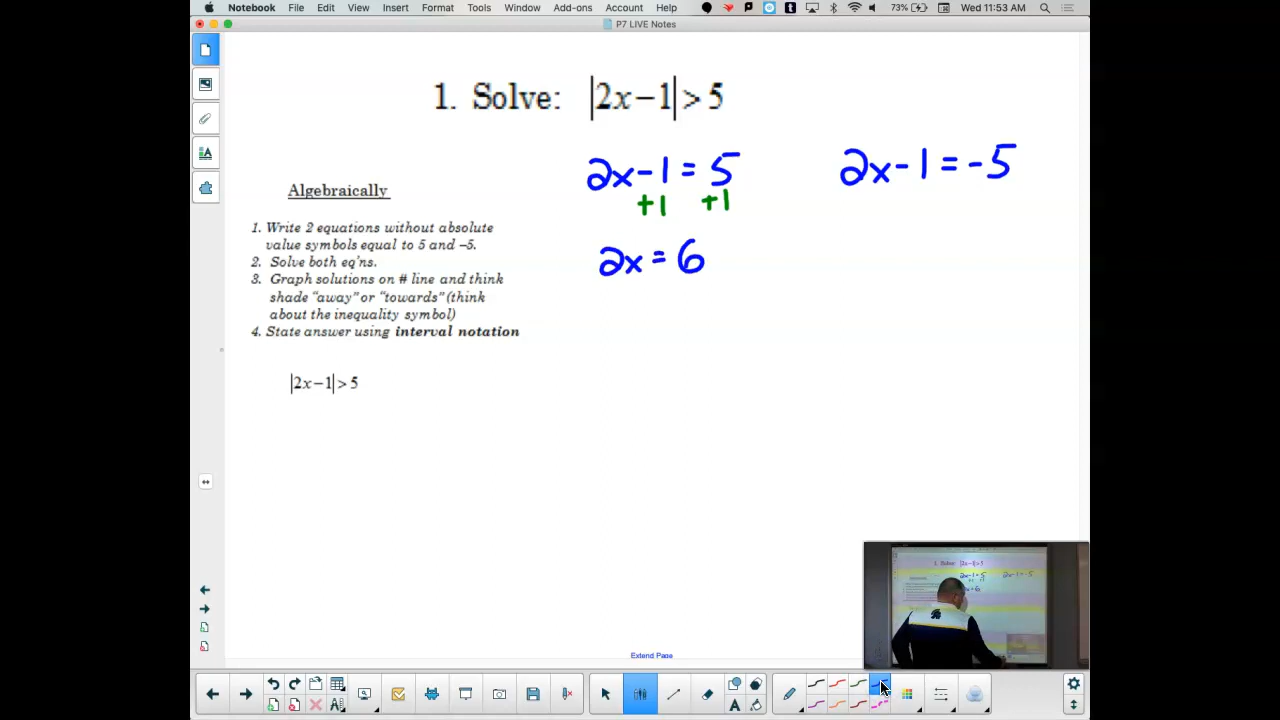 Notebook File Edit View Insert Format Tools Window Add-ons Account Help 73% Wed 11:53 AM
P7 LIVE Notes
1. Solve: |2x−1| > 5
2x-1 = 5
2x-1 = -5
+1 +1
2x = 6
Algebraically
1. Write 2 equations without absolute
value symbols equal to 5 and –5.
2. Solve both eq'ns.
3. Graph solutions on # line and think
shade "away" or "towards" (think
about the inequality symbol)
4. State answer using interval notation
|2x−1| > 5
Extend Page